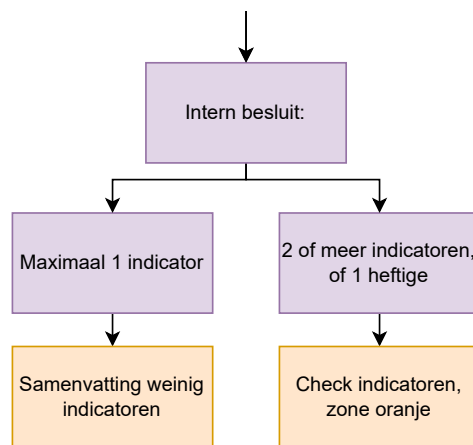 Intern besluit:
Maximaal 1 indicator
2 of meer indicatoren,
of 1 heftige
Samenvatting weinig
indicatoren
Check indicatoren,
zone oranje